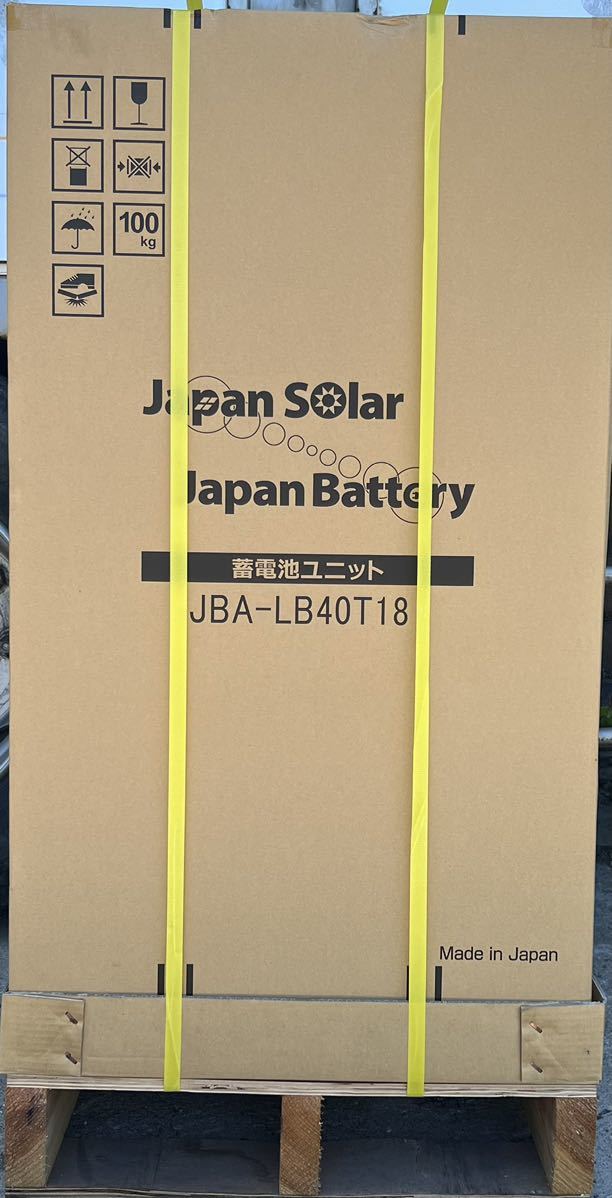 100
kg
Japan Solar
Japan Battery
蓄電池ユニット
JBA-LB40T18
Made in Japan